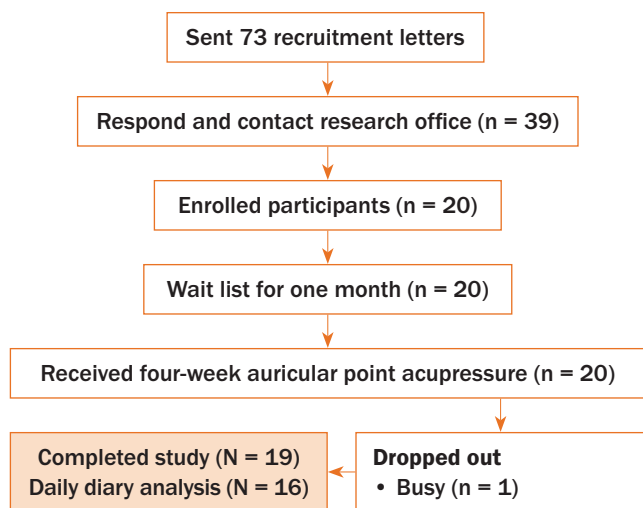 Sent 73 recruitment letters
Respond and contact research office (n = 39)
Enrolled participants (n = 20)
Wait list for one month (n = 20)
Received four-week auricular point acupressure (n = 20)
Completed study (N = 19)
Daily diary analysis (N = 16)
Dropped out
• Busy (n = 1)